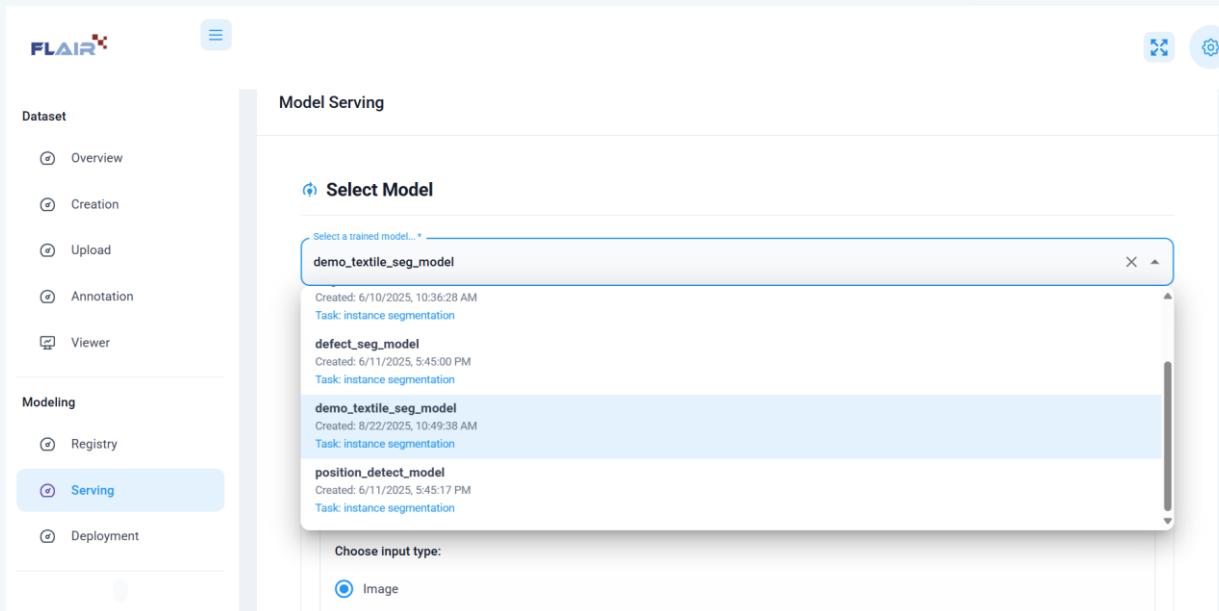 FLAIR
Dataset
Overview
Creation
Upload
Annotation
Viewer
Modeling
Registry
Serving
Deployment
Model Serving
Select Model
Select a trained model... *
demo_textile_seg_model
Created: 6/10/2025, 10:36:28 AM
Task: instance segmentation
defect_seg_model
Created: 6/11/2025, 5:45:00 PM
Task: instance segmentation
demo_textile_seg_model
Created: 8/22/2025, 10:49:38 AM
Task: instance segmentation
position_detect_model
Created: 6/11/2025, 5:45:17 PM
Task: instance segmentation
Choose input type:
Image